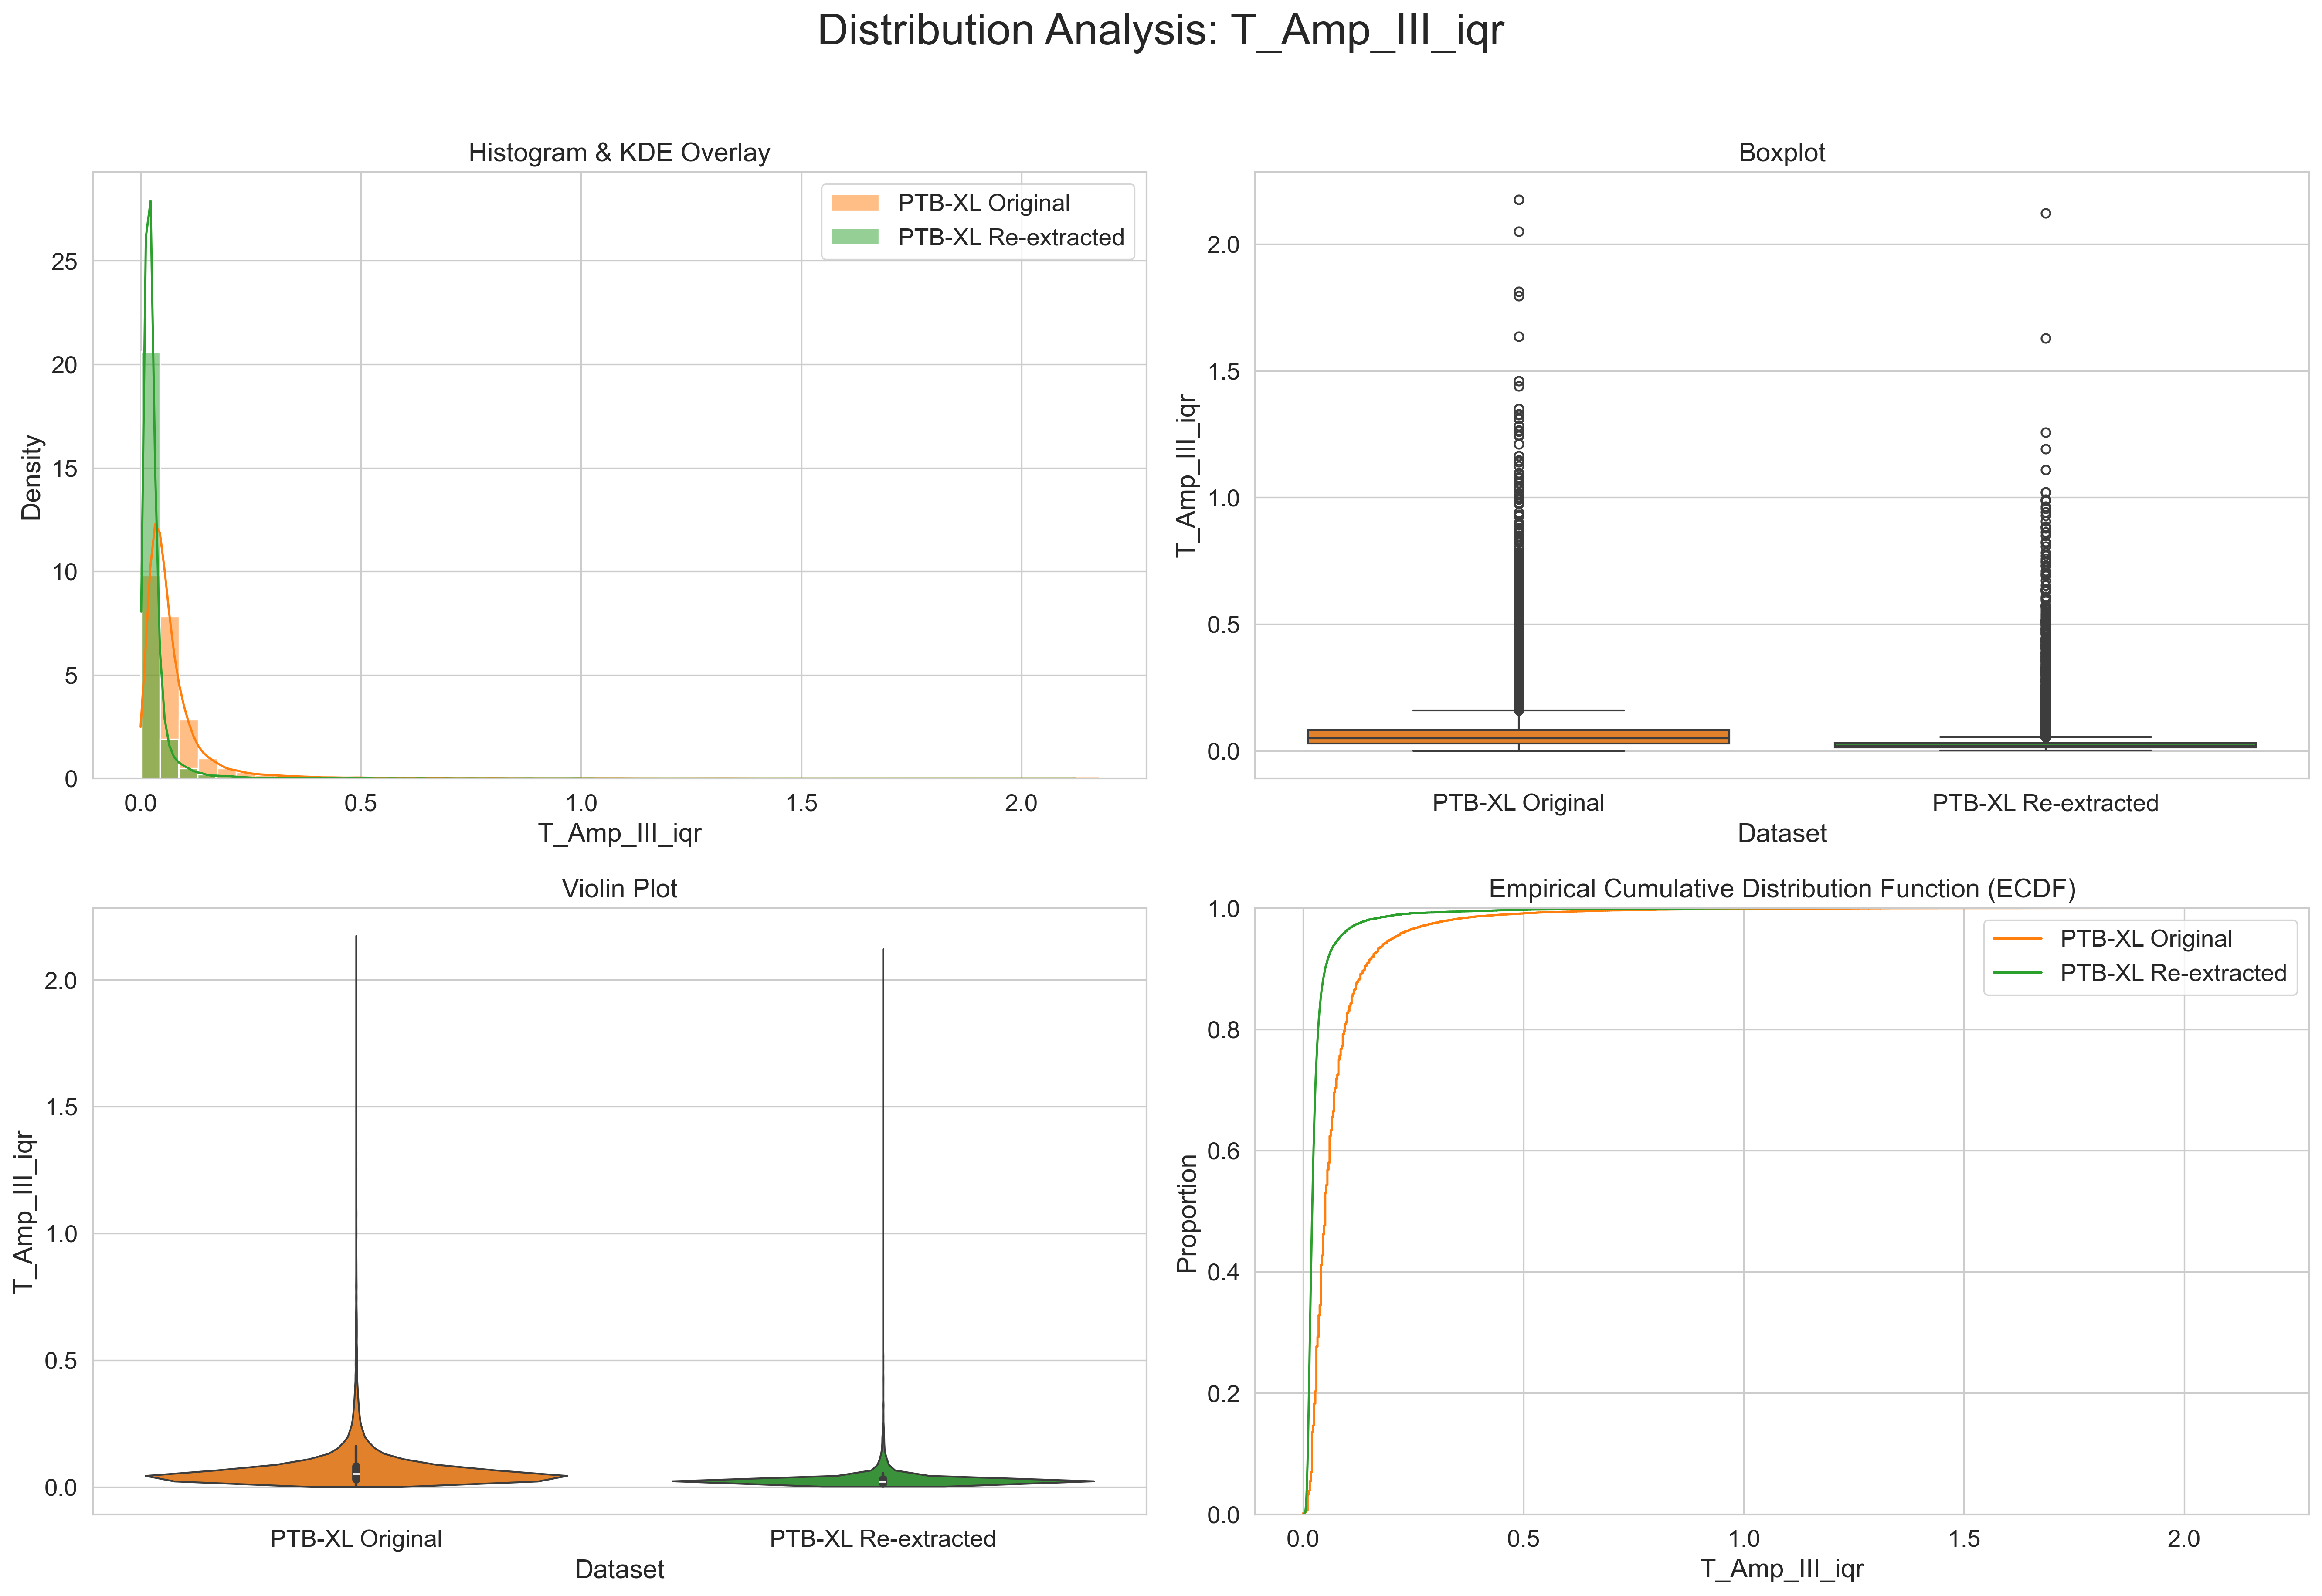 Distribution Analysis: T_Amp_III_iqr
Histogram & KDE Overlay
PTB-XL Original
PTB-XL Re-extracted
Density
25
20
15
10
5
0
0.0 0.5 1.0 1.5 2.0
T_Amp_III_iqr
Boxplot
T_Amp_III_iqr
2.0
1.5
1.0
0.5
0.0
PTB-XL Original PTB-XL Re-extracted
Dataset
Violin Plot
T_Amp_III_iqr
2.0
1.5
1.0
0.5
0.0
PTB-XL Original PTB-XL Re-extracted
Dataset
Empirical Cumulative Distribution Function (ECDF)
PTB-XL Original
PTB-XL Re-extracted
Proportion
1.0
0.8
0.6
0.4
0.2
0.0
0.0 0.5 1.0 1.5 2.0
T_Amp_III_iqr